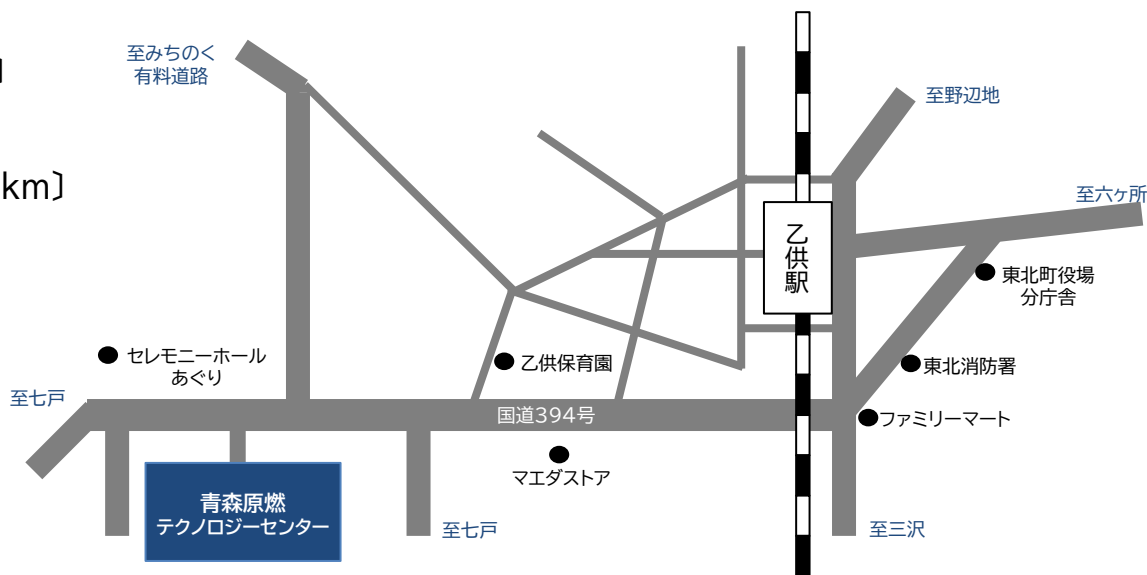 至みちのく
有料道路
km〕
至野辺地
至六ヶ所
乙供駅
東北町役場
分庁舎
セレモニーホール
あぐり
乙供保育園
東北消防署
至七戸
国道394号
ファミリーマート
マエダストア
青森原燃
テクノロジーセンター
至七戸
至三沢